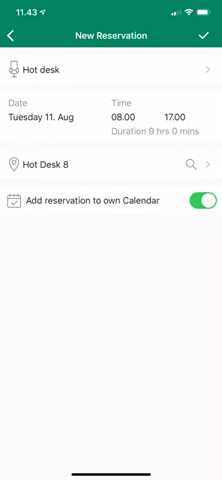 11.43
New Reservation
Hot desk
Date Time
Tuesday 11. Aug 08.00 17.00
Duration 9 hrs 0 mins
Hot Desk 8
Add reservation to own Calendar